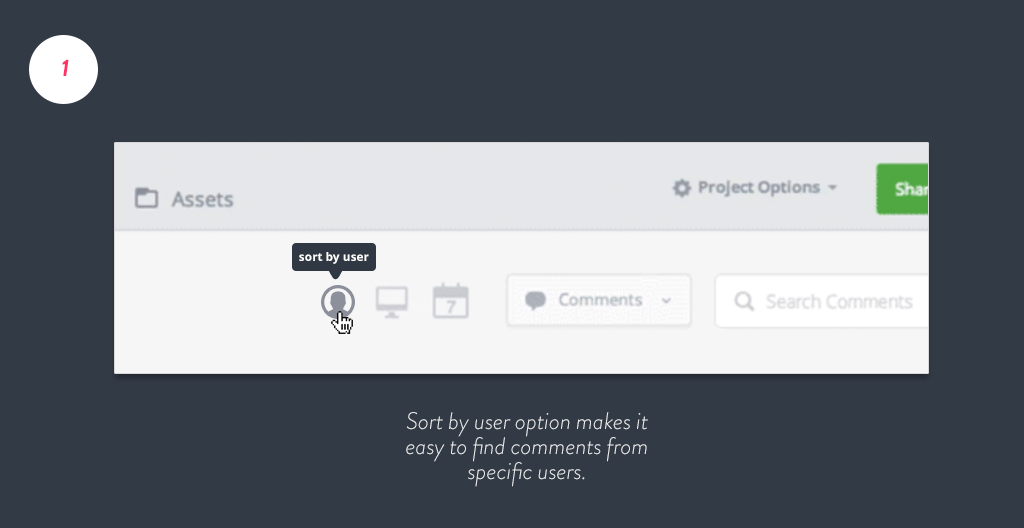 1
Assets
Project Options
Shar
sort by user
7
Comments
Search Comments
Sort by user option makes it
easy to find comments from
specific users.